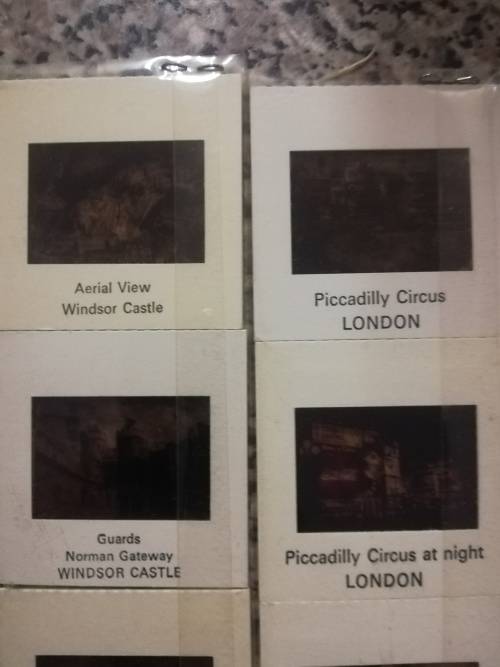 Aerial View
Windsor Castle
Piccadilly Circus
LONDON
Guards
Norman Gateway
WINDSOR CASTLE
Piccadilly Circus at night
LONDON